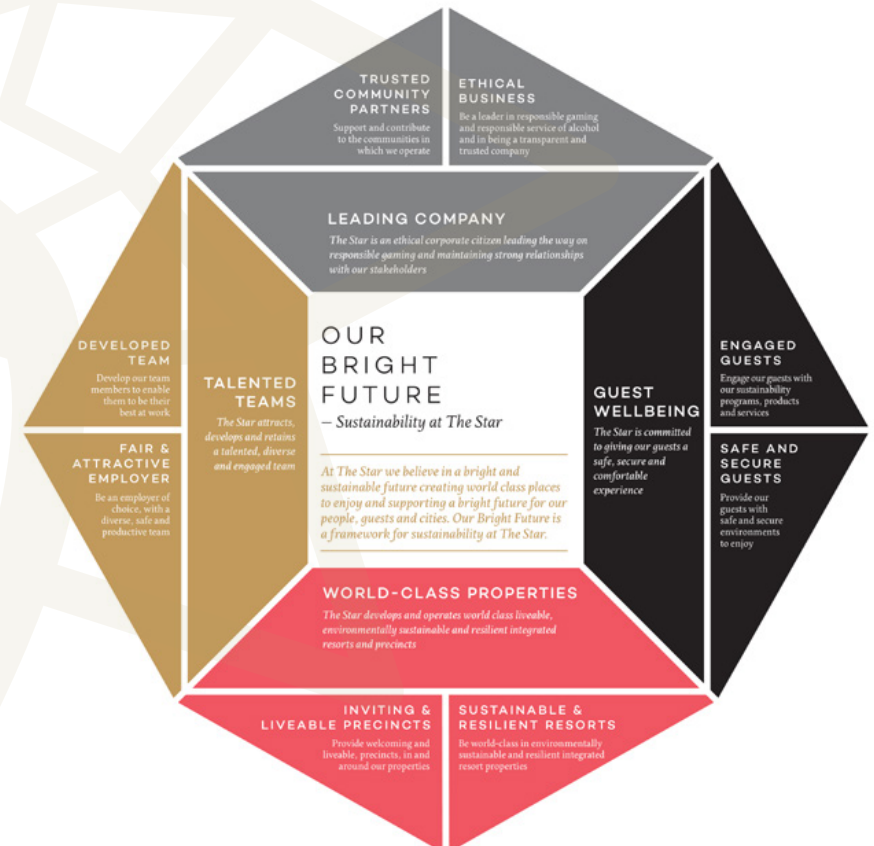 TRUSTED
COMMUNITY
PARTNERS
Support and contribute
to the communities in
which we operate
ETHICAL
BUSINESS
Be a leader in responsible gaming
and responsible service of alcohol
and in being a transparent and
trusted company
LEADING COMPANY
The Star is an ethical corporate citizen leading the way on
responsible gaming and maintaining strong relationships
with our stakeholders
DEVELOPED
TEAM
Develop our team
members to enable
them to be their
best at work
FAIR &
ATTRACTIVE
EMPLOYER
Be an employer of
choice, with a
diverse, safe and
productive team
TALENTED
TEAMS
The Star attracts,
develops and retains
a talented, diverse
and engaged team
OUR
BRIGHT
FUTURE
– Sustainability at The Star
At The Star we believe in a bright and
sustainable future creating world class places
to enjoy and supporting a bright future for our
people, guests and cities. Our Bright Future is
a framework for sustainability at The Star.
GUEST
WELLBEING
The Star is committed
to giving our guests a
safe, secure and
comfortable
experience
ENGAGED
GUESTS
Engage our guests with
our sustainability
programs, products
and services
SAFE AND
SECURE
GUESTS
Provide our
guests with
safe and secure
environments
to enjoy
WORLD-CLASS PROPERTIES
The Star develops and operates world class liveable,
environmentally sustainable and resilient integrated
resorts and precincts
INVITING &
LIVEABLE PRECINCTS
Provide welcoming and
liveable, precincts, in and
around our properties
SUSTAINABLE &
RESILIENT RESORTS
Be world-class in environmentally
sustainable and resilient integrated
resort properties